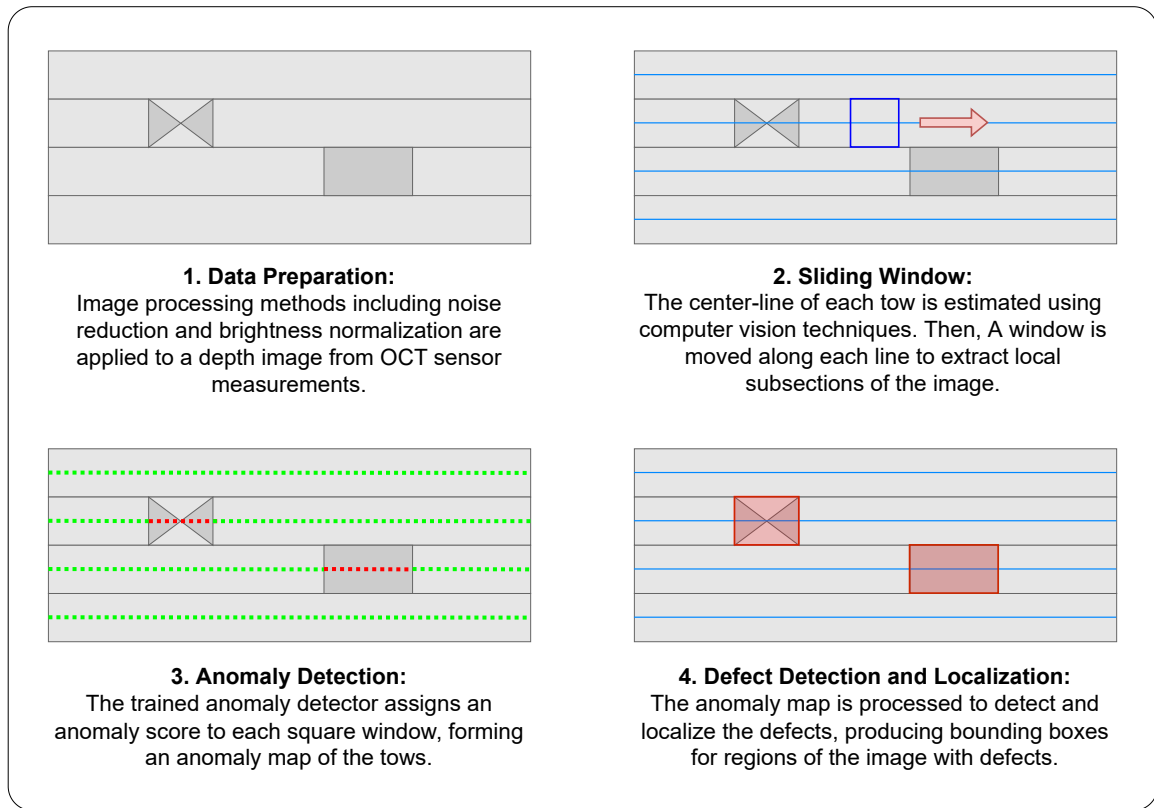 1. Data Preparation:
Image processing methods including noise
reduction and brightness normalization are
applied to a depth image from OCT sensor
measurements.
2. Sliding Window:
The center-line of each tow is estimated using
computer vision techniques. Then, A window is
moved along each line to extract local
subsections of the image.
3. Anomaly Detection:
The trained anomaly detector assigns an
anomaly score to each square window, forming
an anomaly map of the tows.
4. Defect Detection and Localization:
The anomaly map is processed to detect and
localize the defects, producing bounding boxes
for regions of the image with defects.